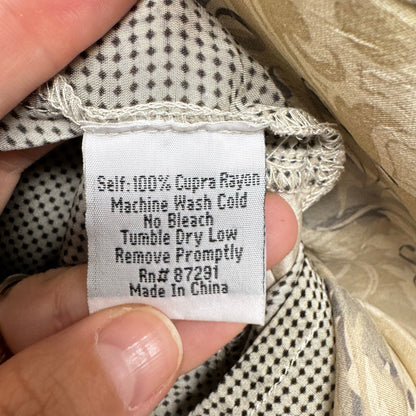 Self: 100% Cupra Rayon
Machine Wash Cold
No Bleach
Tumble Dry Low
Remove Promptly
Rn# 87291
Made In China